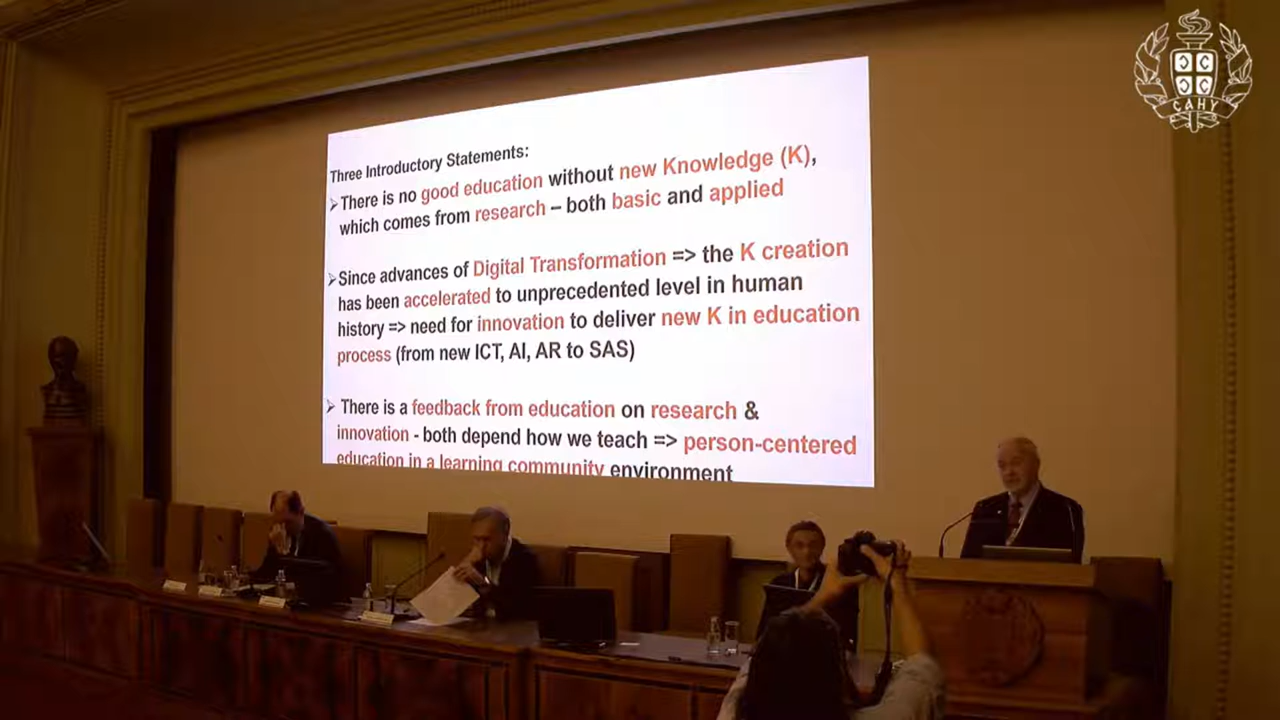 Three Introductory Statements:
➢There is no good education without new Knowledge (K),
which comes from research – both basic and applied
➢Since advances of Digital Transformation => the K creation
has been accelerated to unprecedented level in human
history => need for innovation to deliver new K in education
process (from new ICT, AI, AR to SAS)
➢ There is a feedback from education on research &
innovation - both depend how we teach => person-centered
education in a learning community environment
САНУ